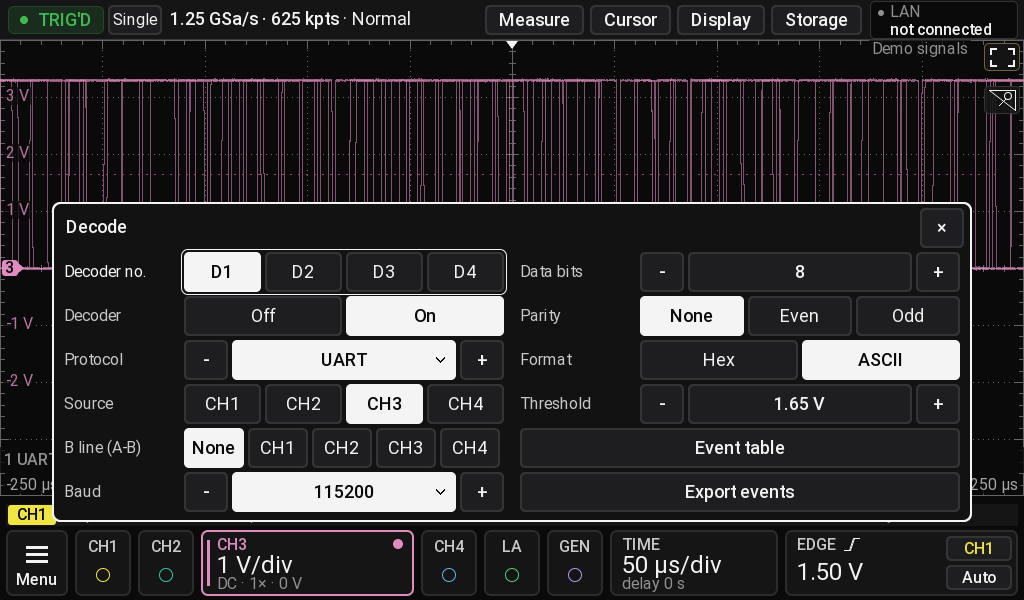 TRIG'D Single 1.25 GSa/s · 625 kpts · Normal Measure Cursor Display Storage LAN
not connected
Demo signals
3 V
2 V
1 V
Decode ×
3
Decoder no. D1 D2 D3 D4 Data bits - 8 +
Decoder Off On Parity None Even Odd
-1 V
Protocol - UART + Format Hex ASCII
-2 V
Source CH1 CH2 CH3 CH4 Threshold - 1.65 V +
B line (A-B) None CH1 CH2 CH3 CH4 Event table
1 UART
-250 µs Baud - 115200 + Export events 250 µs
CH1
Menu CH1 CH2 CH3 CH4 LA GEN TIME EDGE CH1
1 V/div 50 µs/div 1.50 V
DC · 1× · 0 V delay 0 s Auto